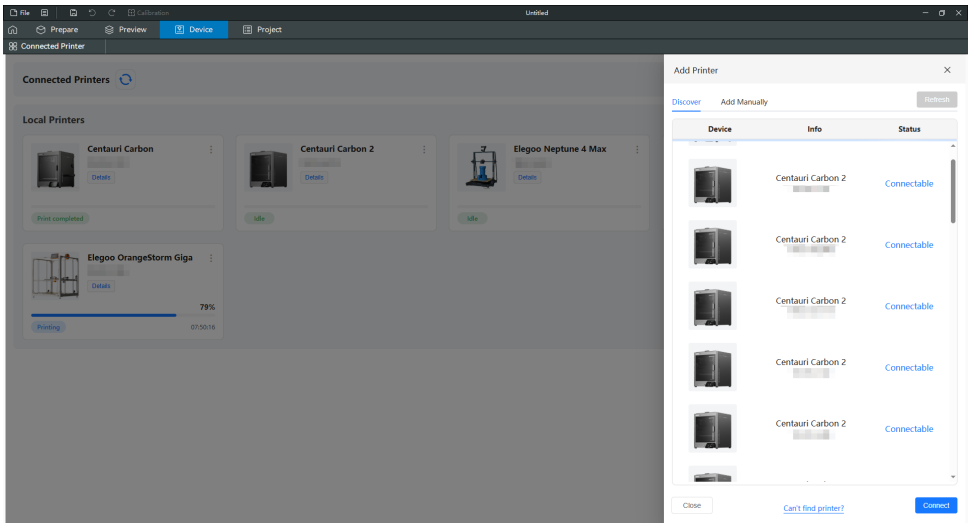 File Calibration Untitled
Prepare Preview Device Project
Connected Printer
Connected Printers
Local Printers
Centauri Carbon
Details
Print completed
Centauri Carbon 2
Details
Idle
Elegoo Neptune 4 Max
Details
Idle
Elegoo OrangeStorm Giga
Details
79%
Printing 07:50:16
Add Printer
Discover Add Manually Refresh
Device Info Status
Centauri Carbon 2 Connectable
Centauri Carbon 2 Connectable
Centauri Carbon 2 Connectable
Centauri Carbon 2 Connectable
Centauri Carbon 2 Connectable
Close Can't find printer? Connect